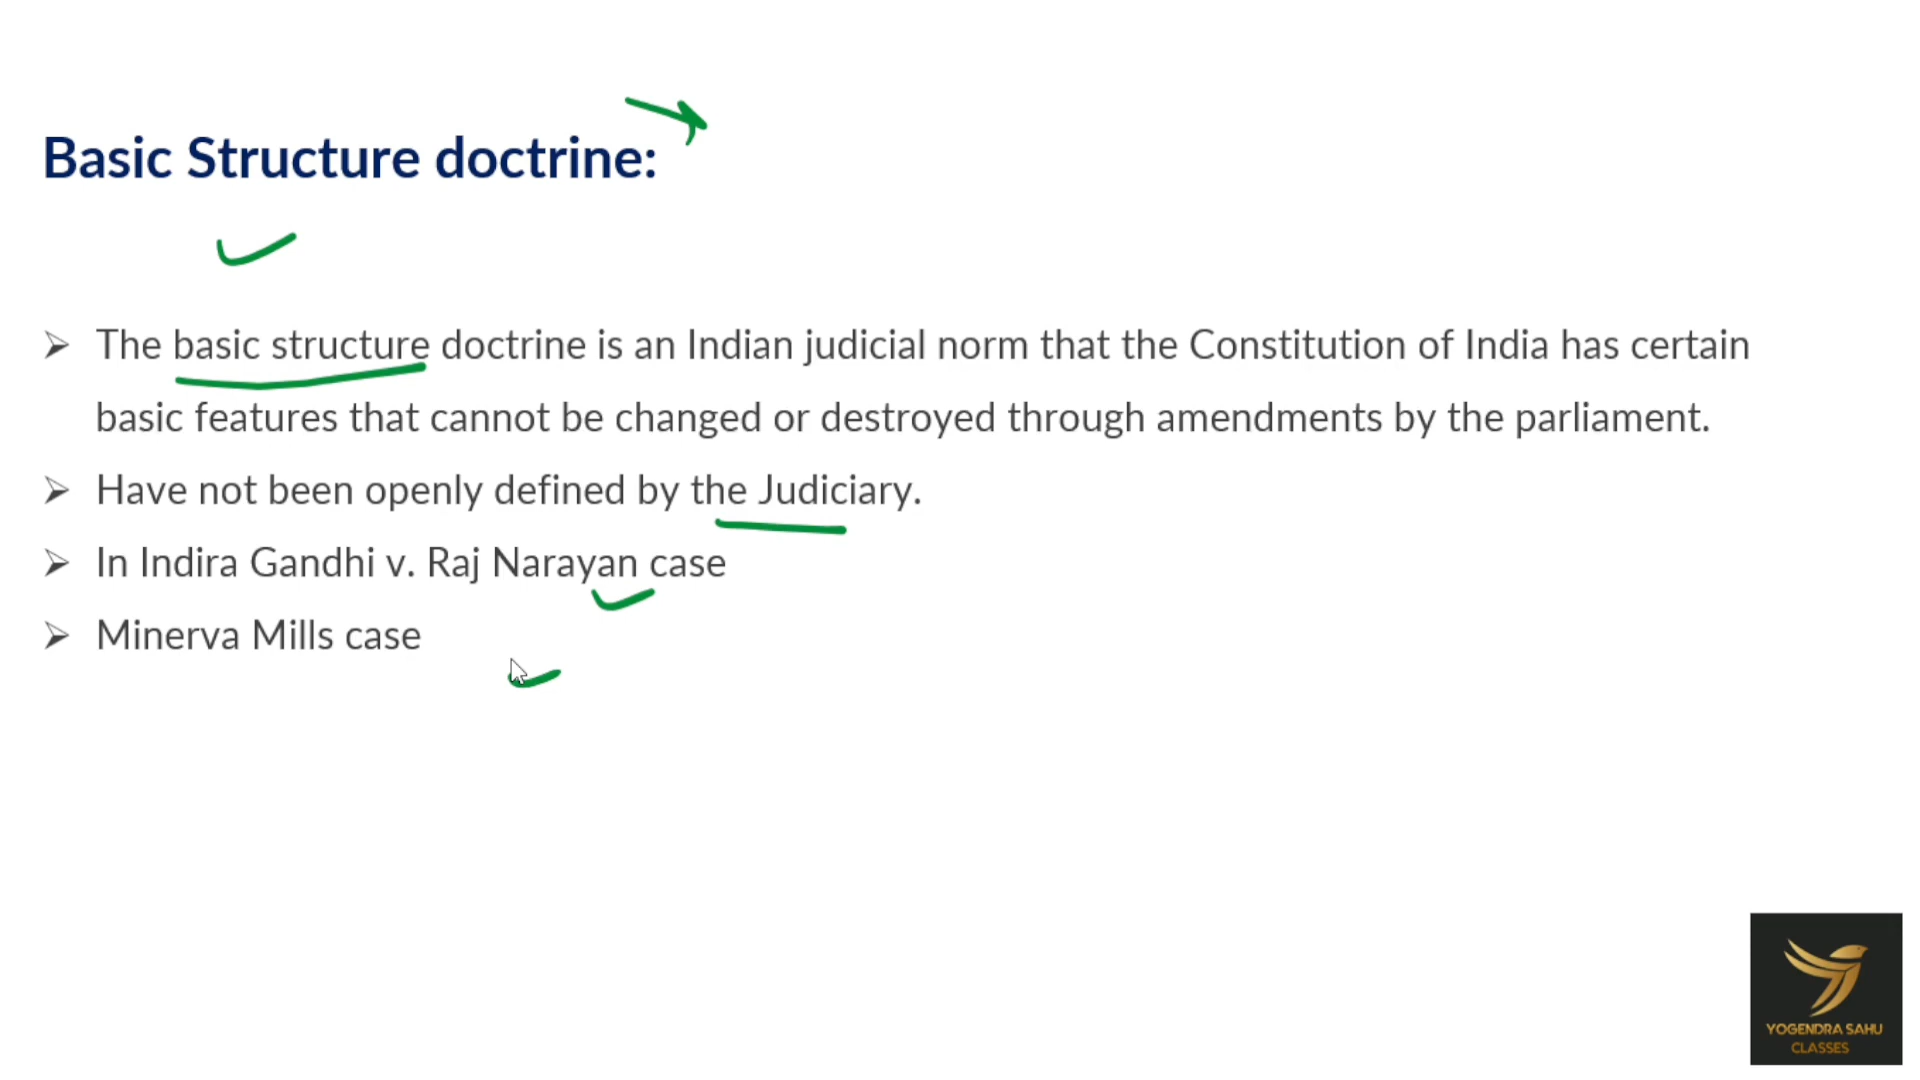 Basic Structure doctrine:
➢ The basic structure doctrine is an Indian judicial norm that the Constitution of India has certain
basic features that cannot be changed or destroyed through amendments by the parliament.
➢ Have not been openly defined by the Judiciary.
➢ In Indira Gandhi v. Raj Narayan case
➢ Minerva Mills case
YOGENDRA SAHU
CLASSES